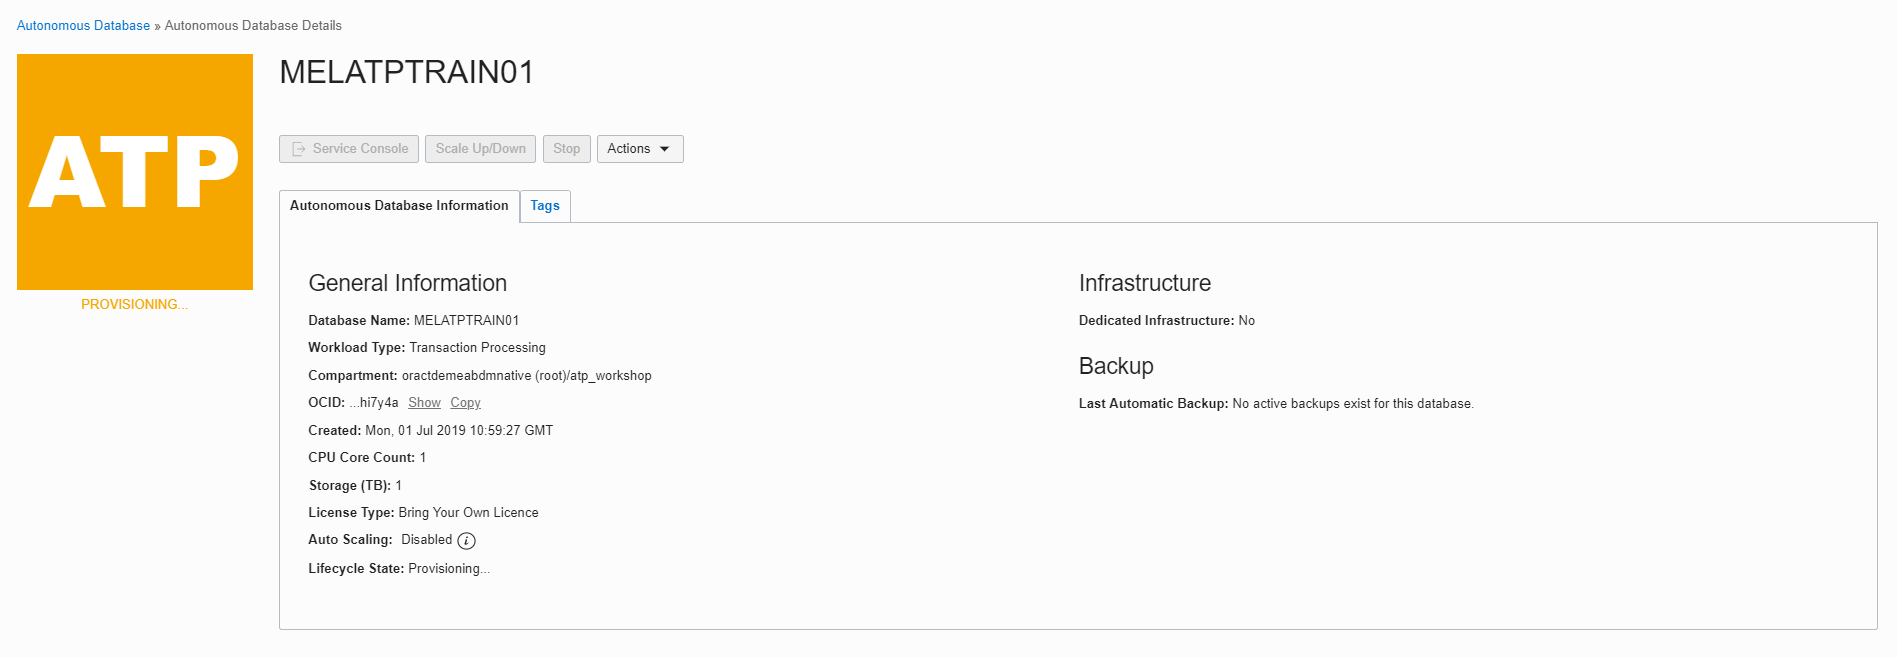 Autonomous Database » Autonomous Database Details
ATP
PROVISIONING...
MELATPTRAIN01
Service Console Scale Up/Down Stop Actions
Autonomous Database Information Tags
General Information
Database Name: MELATPTRAIN01
Workload Type: Transaction Processing
Compartment: oractdemeabdmnative (root)/atp_workshop
OCID: ...hi7y4a Show Copy
Created: Mon, 01 Jul 2019 10:59:27 GMT
CPU Core Count: 1
Storage (TB): 1
License Type: Bring Your Own Licence
Auto Scaling: Disabled i
Lifecycle State: Provisioning...
Infrastructure
Dedicated Infrastructure: No
Backup
Last Automatic Backup: No active backups exist for this database.